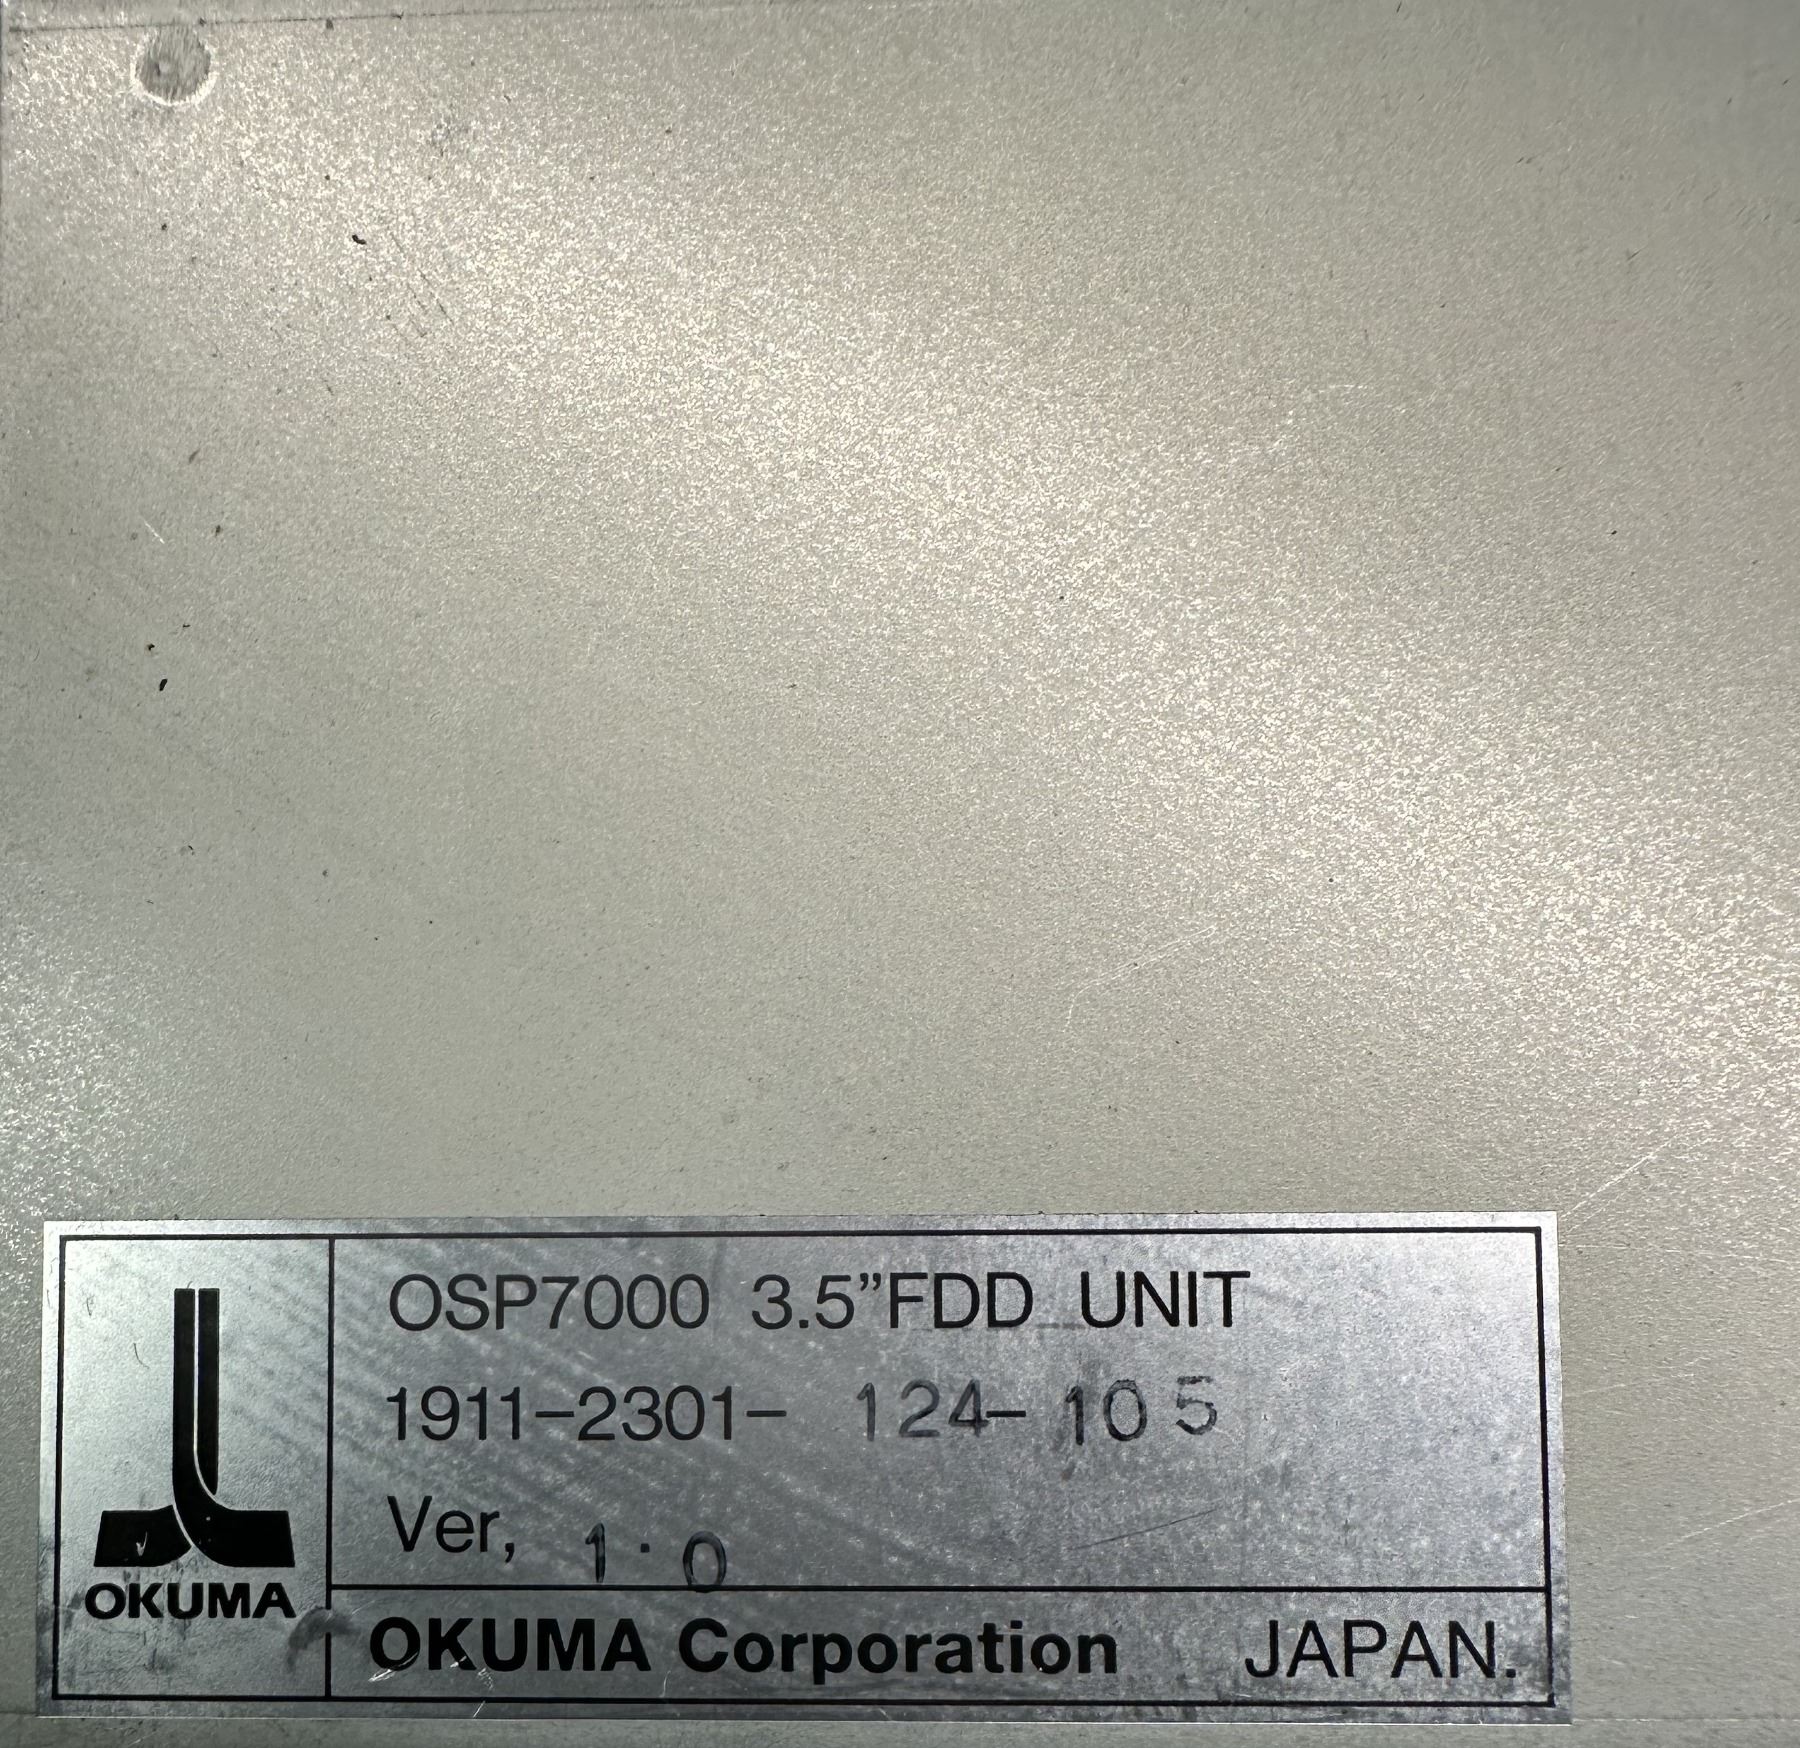 OSP7000 3.5”FDD UNIT
1911-2301- 124- 105
Ver, 1.0
OKUMA
OKUMA Corporation JAPAN.